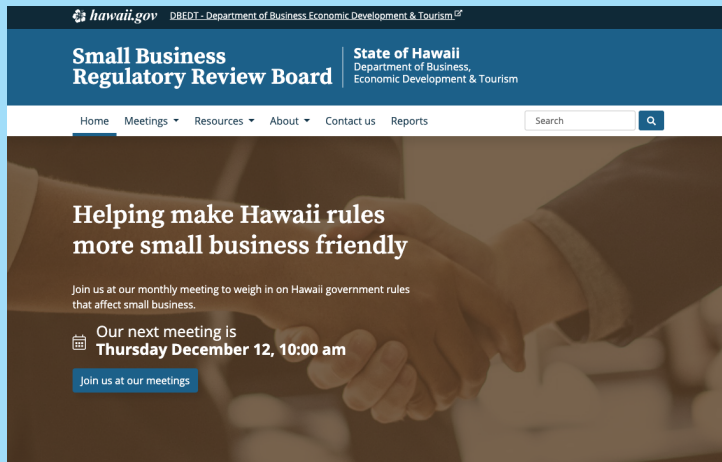 hawaii.gov DBEDT - Department of Business Economic Development & Tourism
Small Business
Regulatory Review Board
State of Hawaii
Department of Business,
Economic Development & Tourism
Home Meetings Resources About Contact us Reports Search
Helping make Hawaii rules
more small business friendly
Join us at our monthly meeting to weigh in on Hawaii government rules
that affect small business.
Our next meeting is
Thursday December 12, 10:00 am
Join us at our meetings